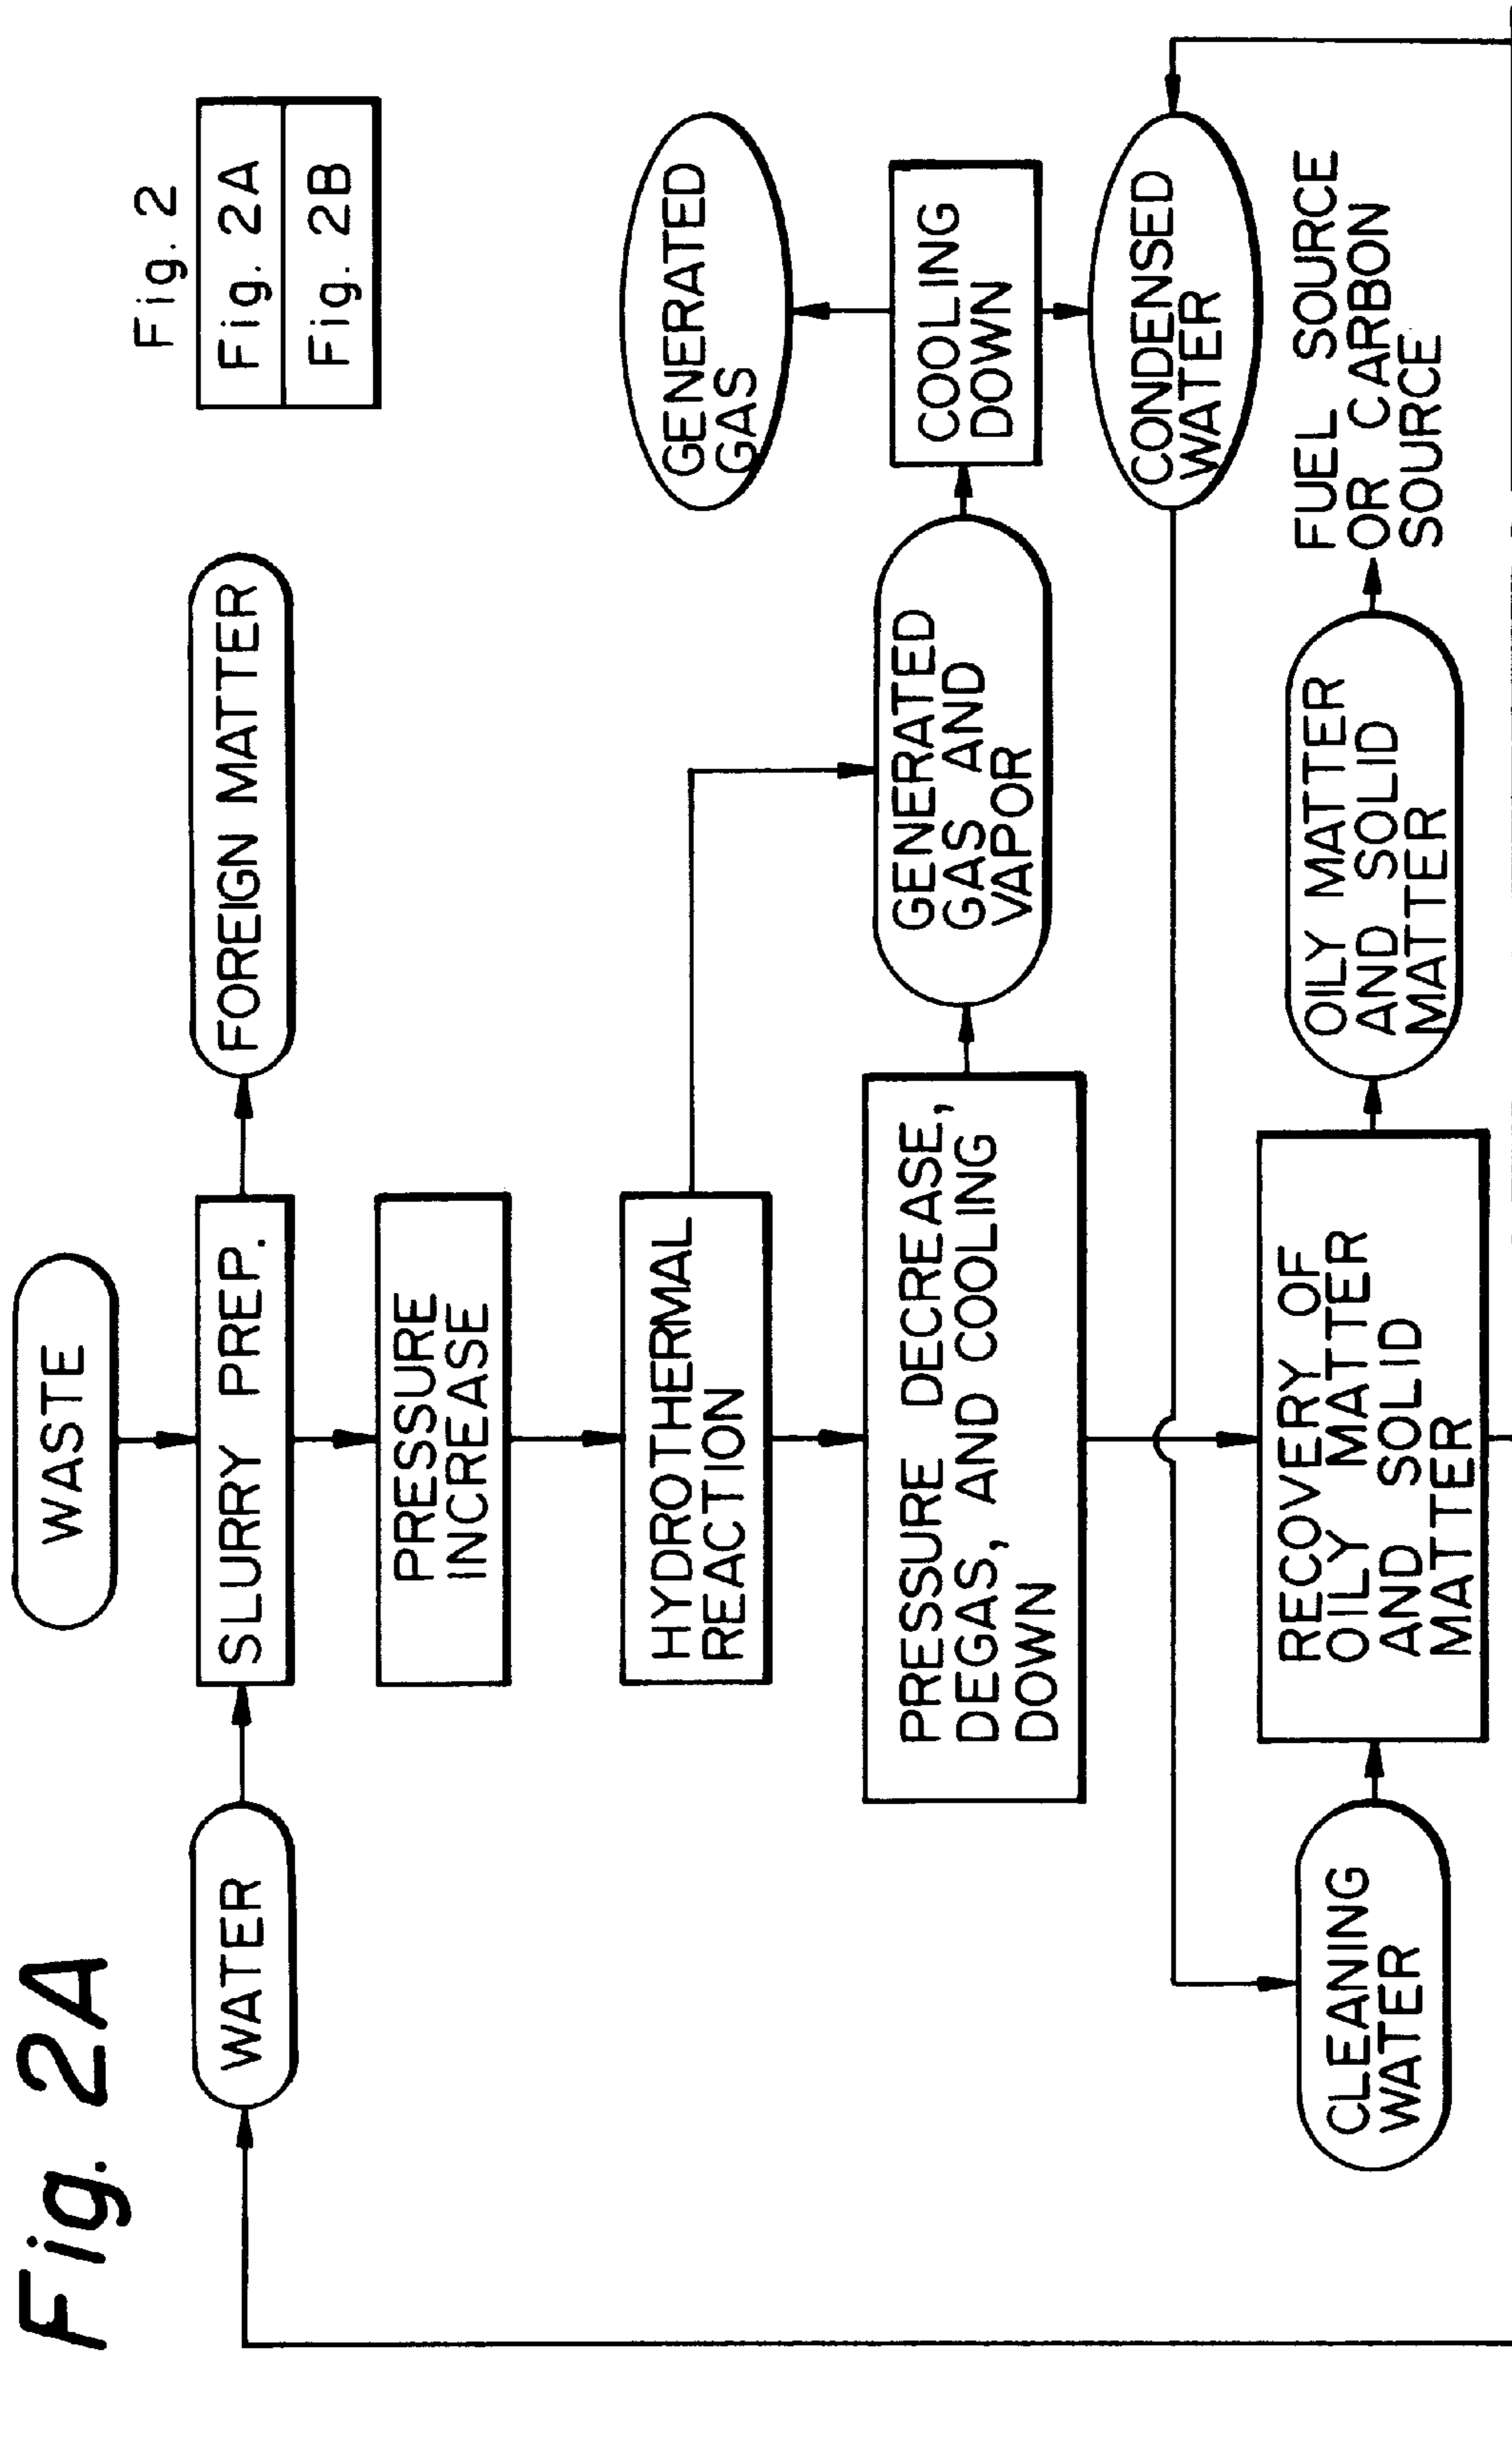 Fig. 2A
Fig. 2
Fig. 2A
Fig. 2B
WASTE
WATER
SLURRY PREP.
FOREIGN MATTER
PRESSURE
INCREASE
HYDROTHERMAL
REACTION
GENERATED
GAS
PRESSURE DECREASE,
DEGAS, AND COOLING
DOWN
GENERATED
GAS AND
VAPOR
COOLING
DOWN
CONDENSED
WATER
CLEANING
WATER
RECOVERY OF
OILY MATTER
AND SOLID
MATTER
OILY MATTER
AND SOLID
MATTER
FUEL SOURCE
OR CARBON
SOURCE